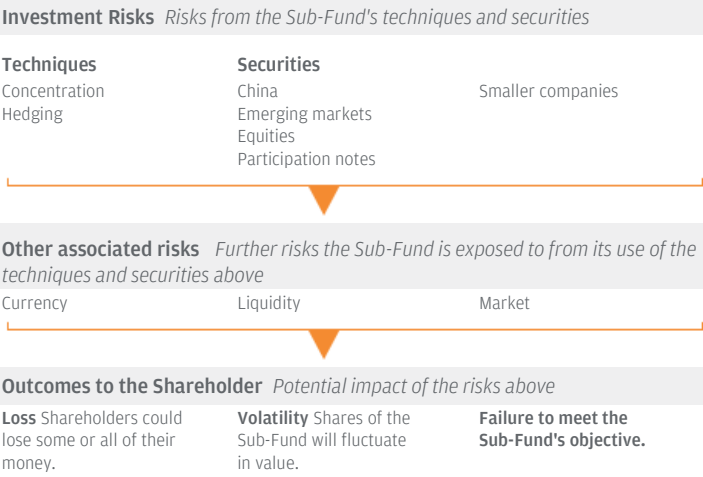 Investment Risks Risks from the Sub-Fund's techniques and securities
Techniques
Concentration
Hedging
Securities
China
Emerging markets
Equities
Participation notes
Smaller companies
Other associated risks Further risks the Sub-Fund is exposed to from its use of the
techniques and securities above
Currency
Liquidity
Market
Outcomes to the Shareholder Potential impact of the risks above
Loss Shareholders could
lose some or all of their
money.
Volatility Shares of the
Sub-Fund will fluctuate
in value.
Failure to meet the
Sub-Fund's objective.